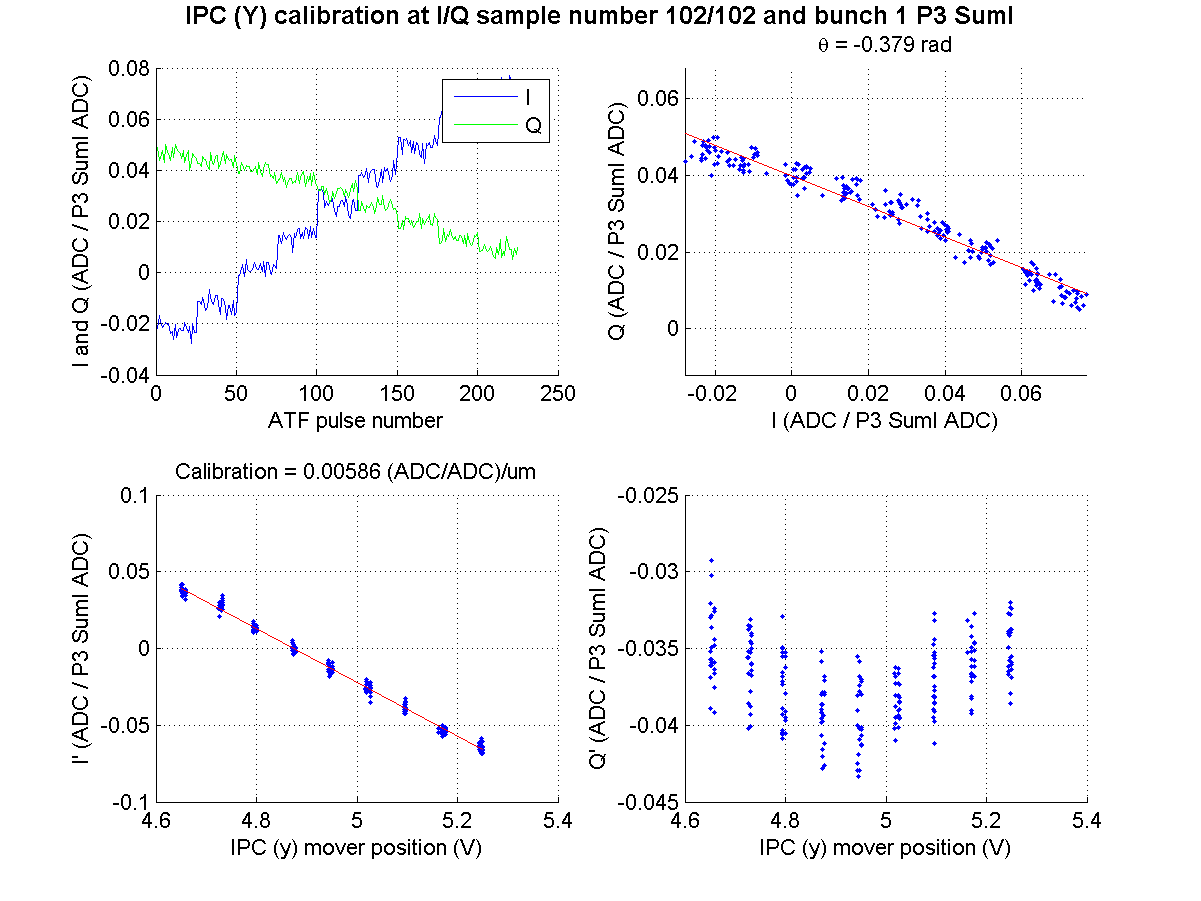 IPC (Y) calibration at I/Q sample number 102/102 and bunch 1 P3 SumI
I and Q (ADC / P3 SumI ADC)
0.08
0.06
0.04
0.02
0
-0.02
-0.04
I
Q
0 50 100 150 200 250
ATF pulse number
θ = -0.379 rad
Q (ADC / P3 SumI ADC)
0.06
0.04
0.02
0
-0.02 0 0.02 0.04 0.06
I (ADC / P3 SumI ADC)
Calibration = 0.00586 (ADC/ADC)/um
I' (ADC / P3 SumI ADC)
0.1
0.05
0
-0.05
-0.1
4.6 4.8 5 5.2 5.4
IPC (y) mover position (V)
Q' (ADC / P3 SumI ADC)
-0.025
-0.03
-0.035
-0.04
-0.045
4.6 4.8 5 5.2 5.4
IPC (y) mover position (V)